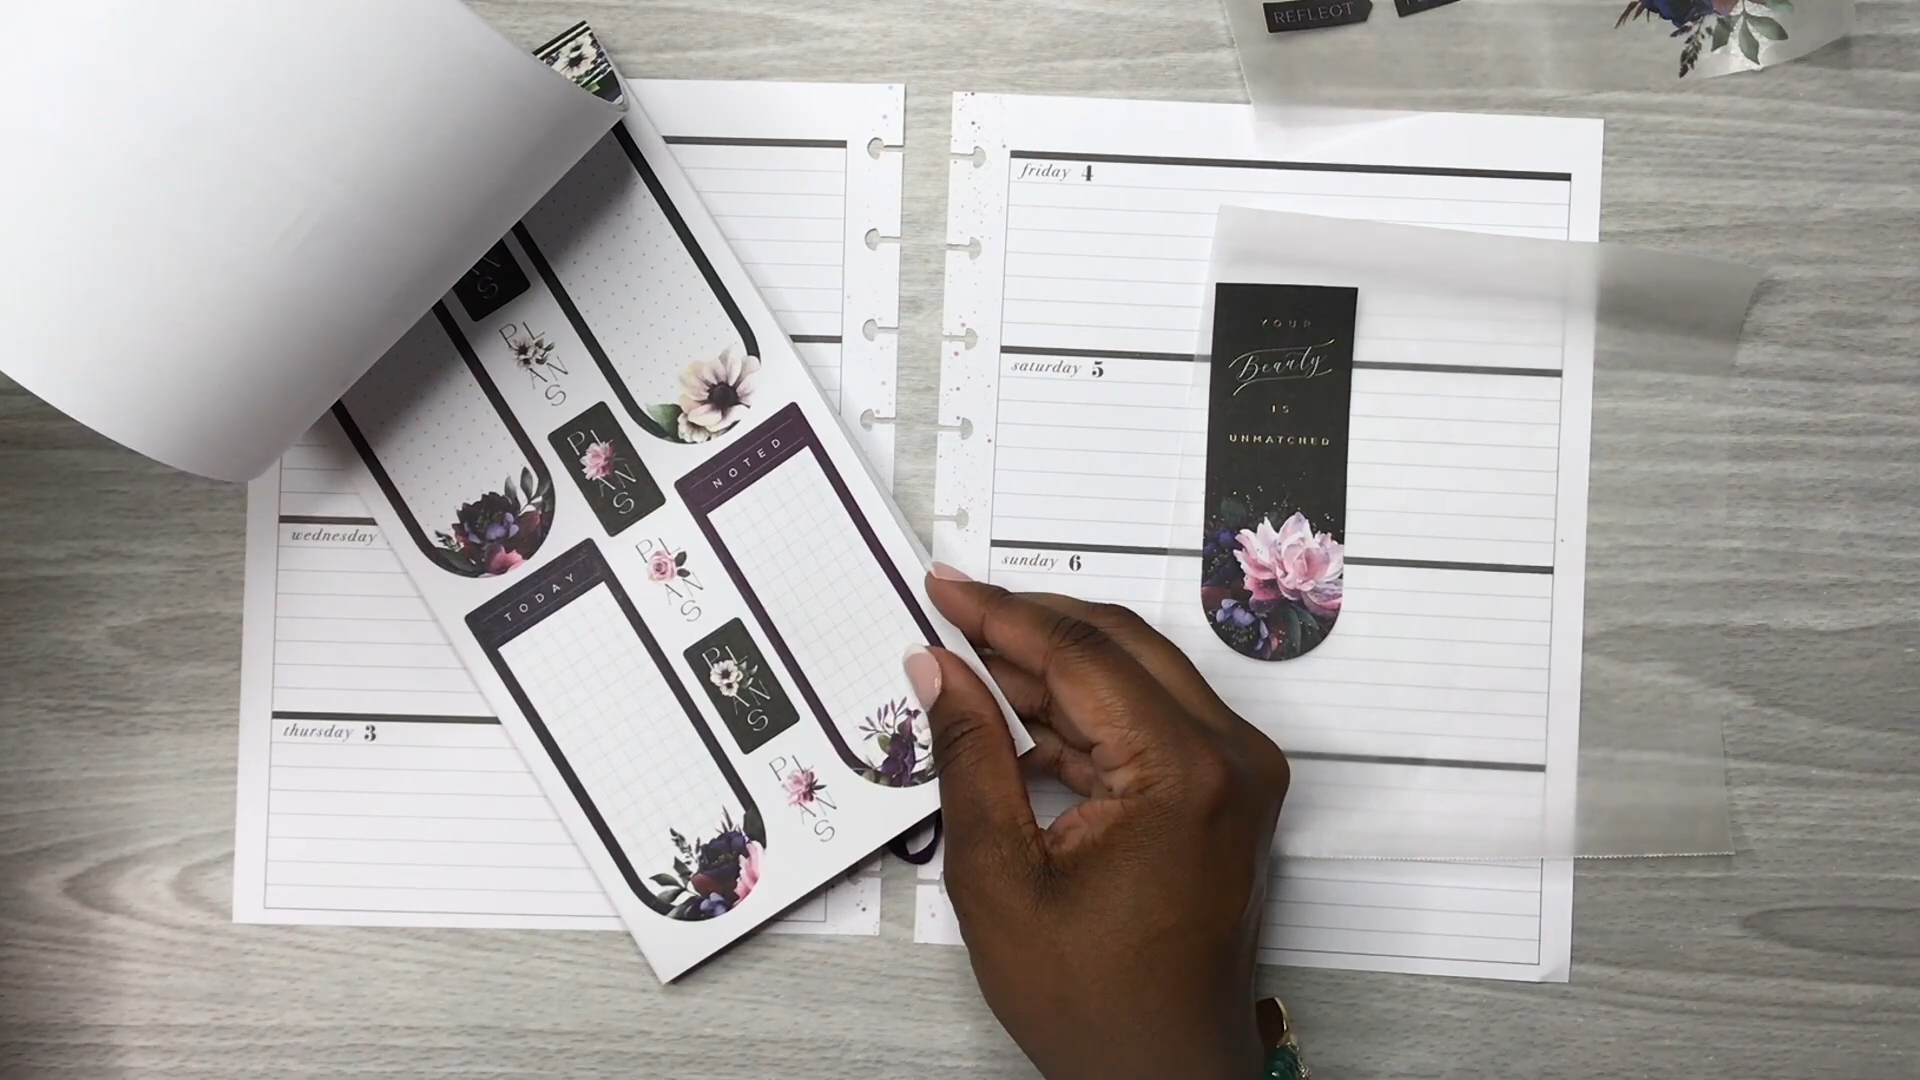 REFLECT
friday 4
saturday 5
sunday 6
YOUR
Beauty
IS
UNMATCHED
wednesday
thursday 3
PLANS
PLANS
PLANS
PLANS
PLANS
NOTED
TODAY